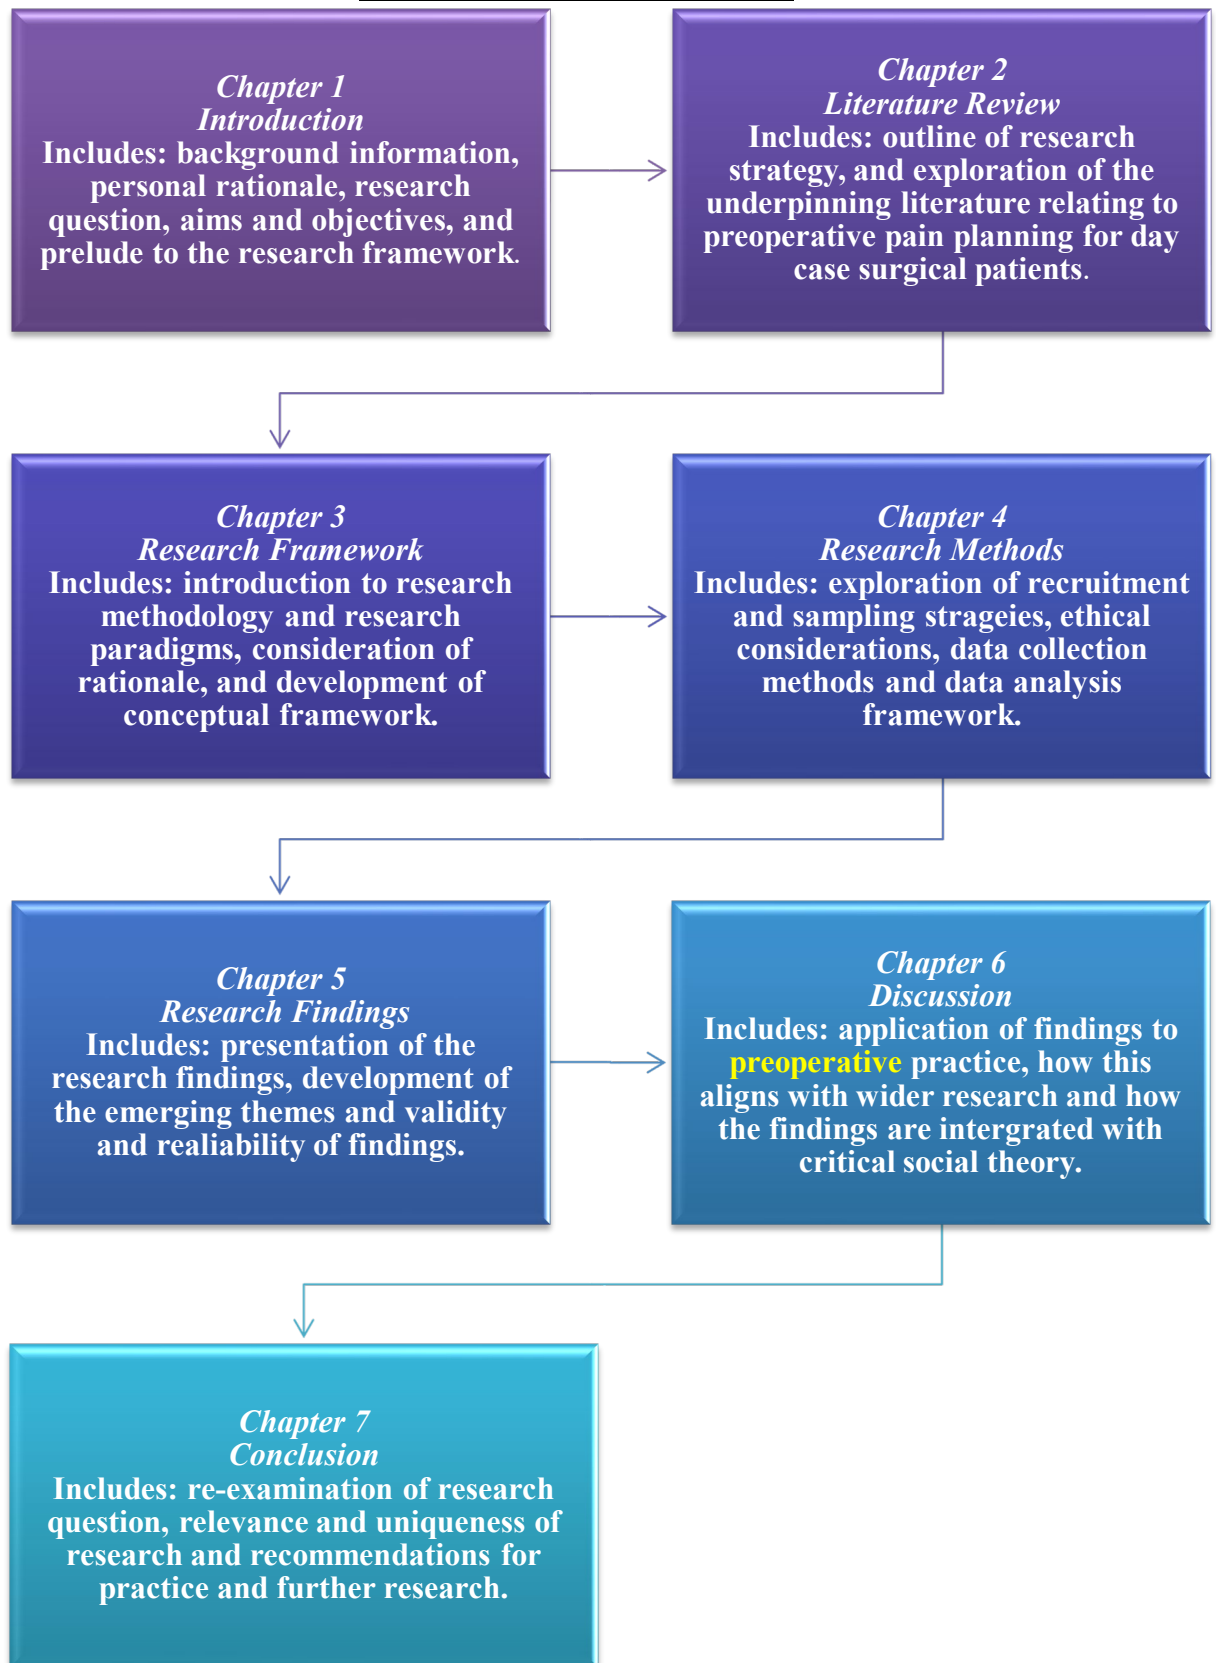 Chapter 1
Introduction
Includes: background information,
personal rationale, research
question, aims and objectives, and
prelude to the research framework.
Chapter 2
Literature Review
Includes: outline of research
strategy, and exploration of the
underpinning literature relating to
preoperative pain planning for day
case surgical patients.
Chapter 3
Research Framework
Includes: introduction to research
methodology and research
paradigms, consideration of
rationale, and development of
conceptual framework.
Chapter 4
Research Methods
Includes: exploration of recruitment
and sampling strageies, ethical
considerations, data collection
methods and data analysis
framework.
Chapter 5
Research Findings
Includes: presentation of the
research findings, development of
the emerging themes and validity
and realiability of findings.
Chapter 6
Discussion
Includes: application of findings to
preoperative practice, how this
aligns with wider research and how
the findings are intergrated with
critical social theory.
Chapter 7
Conclusion
Includes: re-examination of research
question, relevance and uniqueness of
research and recommendations for
practice and further research.